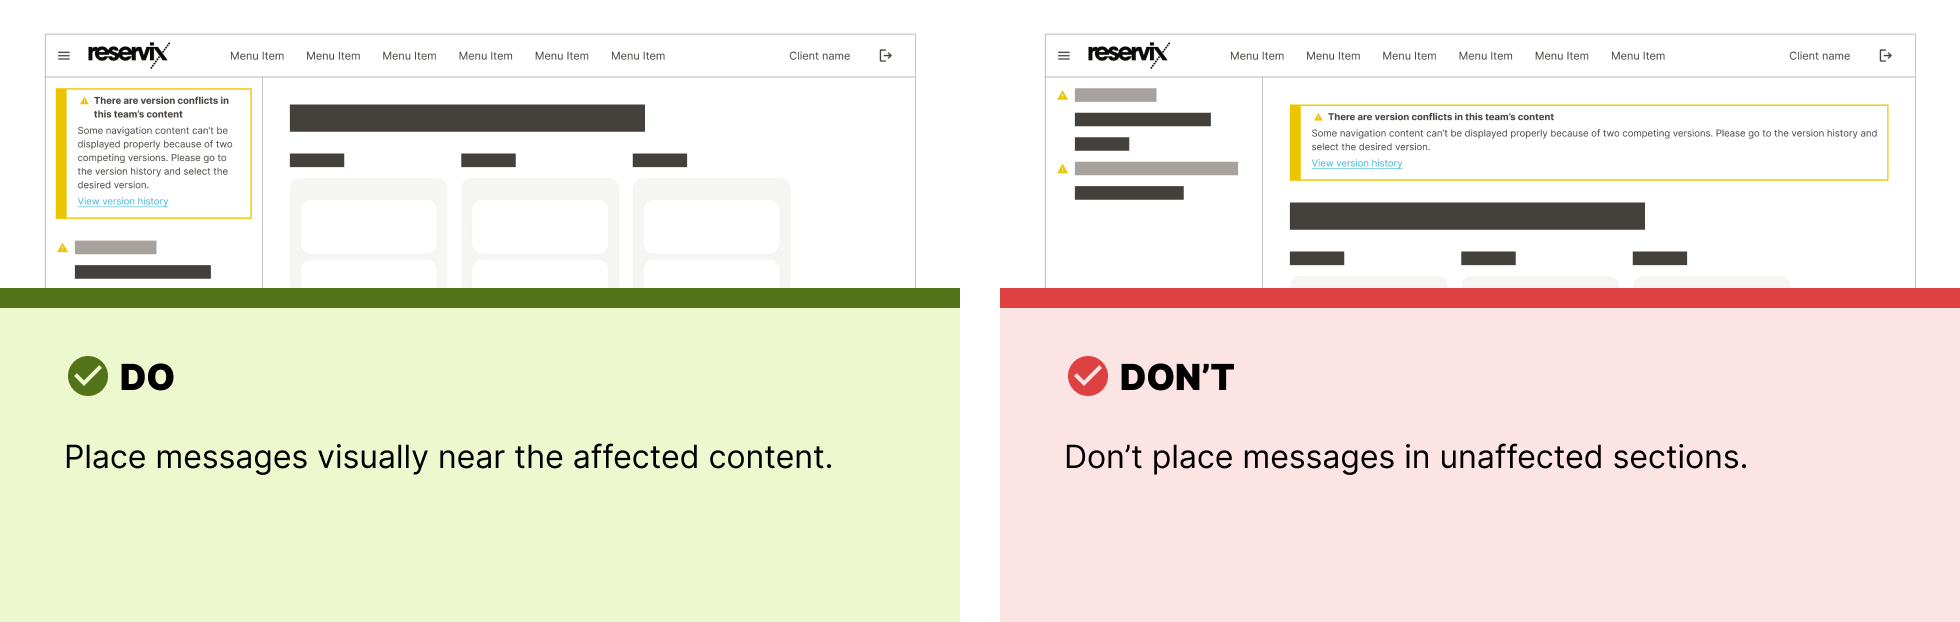 reservix
Menu Item Menu Item Menu Item Menu Item Menu Item Menu Item
Client name
There are version conflicts in
this team's content
Some navigation content can't be
displayed properly because of two
competing versions. Please go to
the version history and select the
desired version.
View version history
DO
Place messages visually near the affected content.
reservix
Menu Item Menu Item Menu Item Menu Item Menu Item Menu Item
Client name
There are version conflicts in this team's content
Some navigation content can't be displayed properly because of two competing versions. Please go to the version history and
select the desired version.
View version history
DON’T
Don’t place messages in unaffected sections.